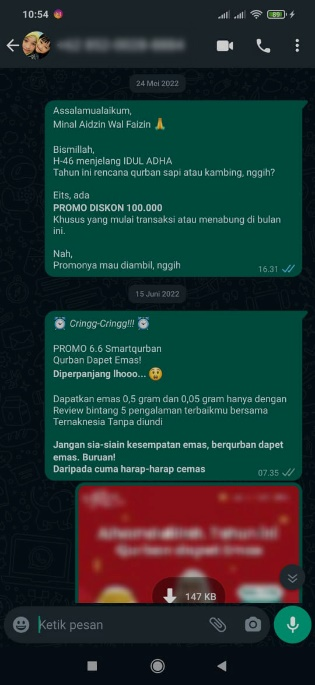 10:54
89
24 Mei 2022
Assalamualaikum,
Minal Aidzin Wal Faizin 🙏
Bismillah,
H-46 menjelang IDUL ADHA
Tahun ini rencana qurban sapi atau kambing, nggih?
Eits, ada
PROMO DISKON 100.000
Khusus yang mulai transaksi atau menabung di bulan
ini.
Nah,
Promonya mau diambil, nggih
16.31
15 Juni 2022
⏰ Cringg-Cringg!!! ⏰
PROMO 6.6 Smartqurban
Qurban Dapet Emas!
Diperpanjang lhooo... 😲
Dapatkan emas 0,5 gram dan 0,05 gram hanya dengan
Review bintang 5 pengalaman terbaikmu bersama
Ternaknesia Tanpa diundi
Jangan sia-siain kesempatan emas, berqurban dapet
emas. Buruan!
Daripada cuma harap-harap cemas
07.35
147 KB
Ketik pesan